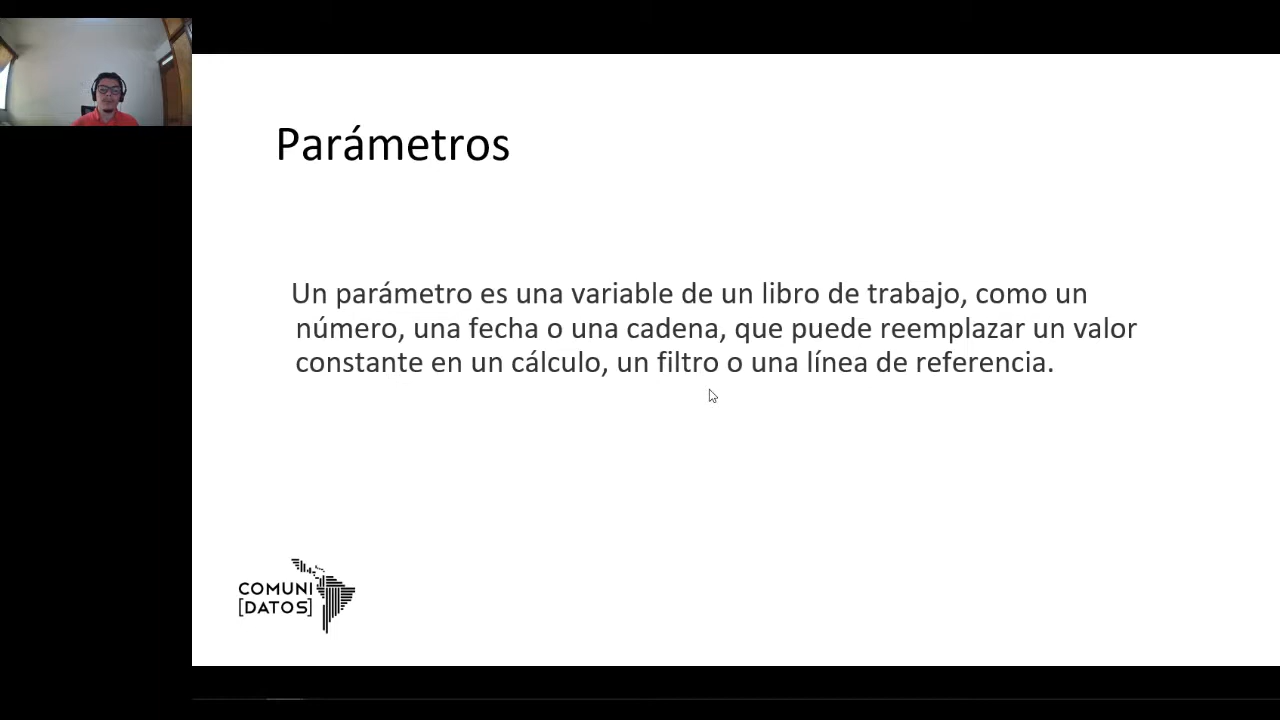 Parámetros
Un parámetro es una variable de un libro de trabajo, como un
número, una fecha o una cadena, que puede reemplazar un valor
constante en un cálculo, un filtro o una línea de referencia.
COMUNI
[DATOS]